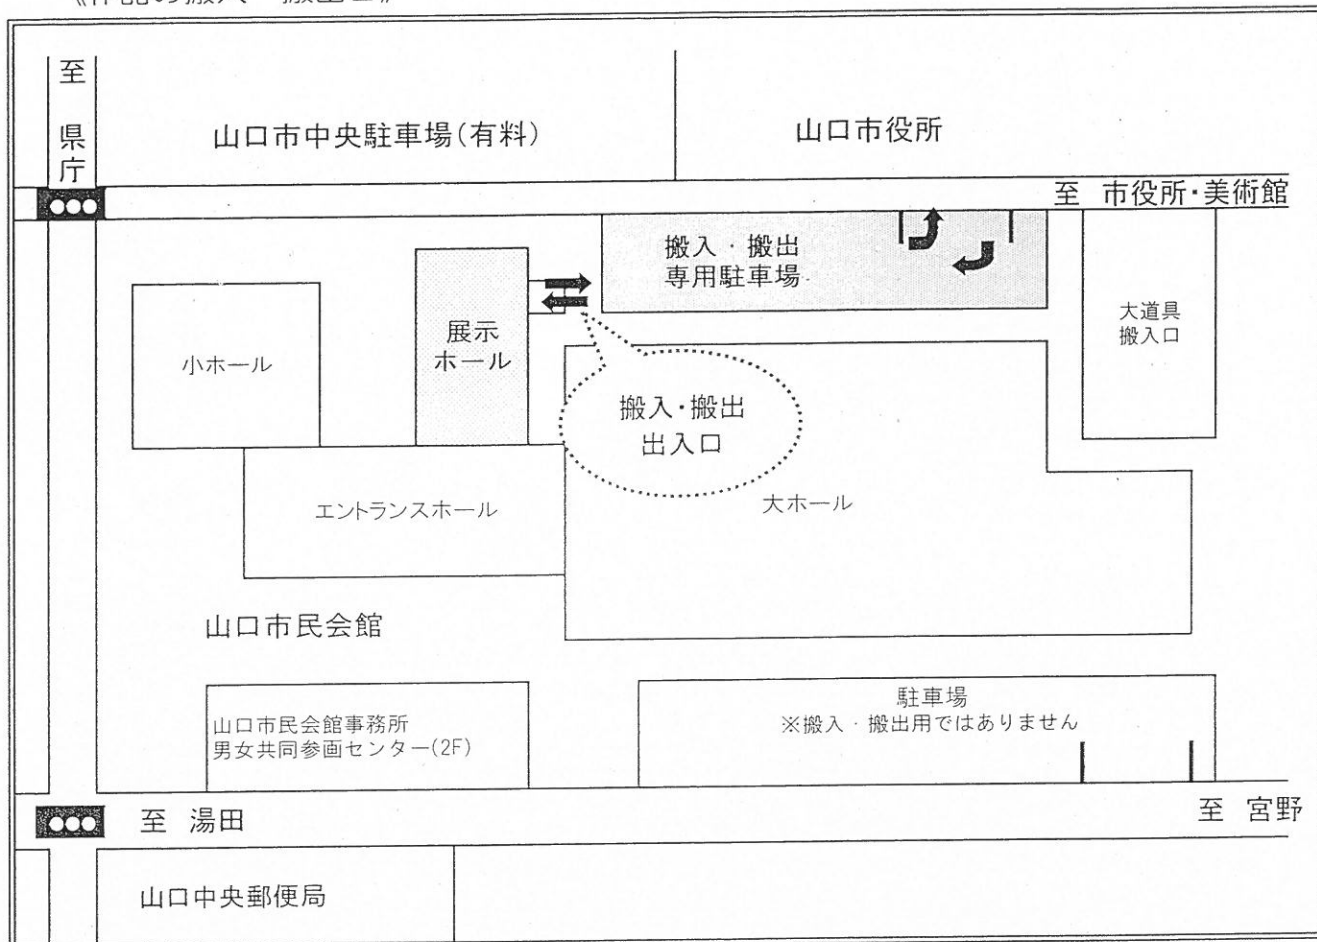 至 県庁
山口市中央駐車場(有料)
山口市役所
至 市役所・美術館
搬入・搬出
専用駐車場
展示
ホール
小ホール
大道具
搬入口
搬入・搬出
出入口
エントランスホール
大ホール
山口市民会館
山口市民会館事務所
男女共同参画センター(2F)
駐車場
※搬入・搬出用ではありません
至 湯田
至 宮野
山口中央郵便局